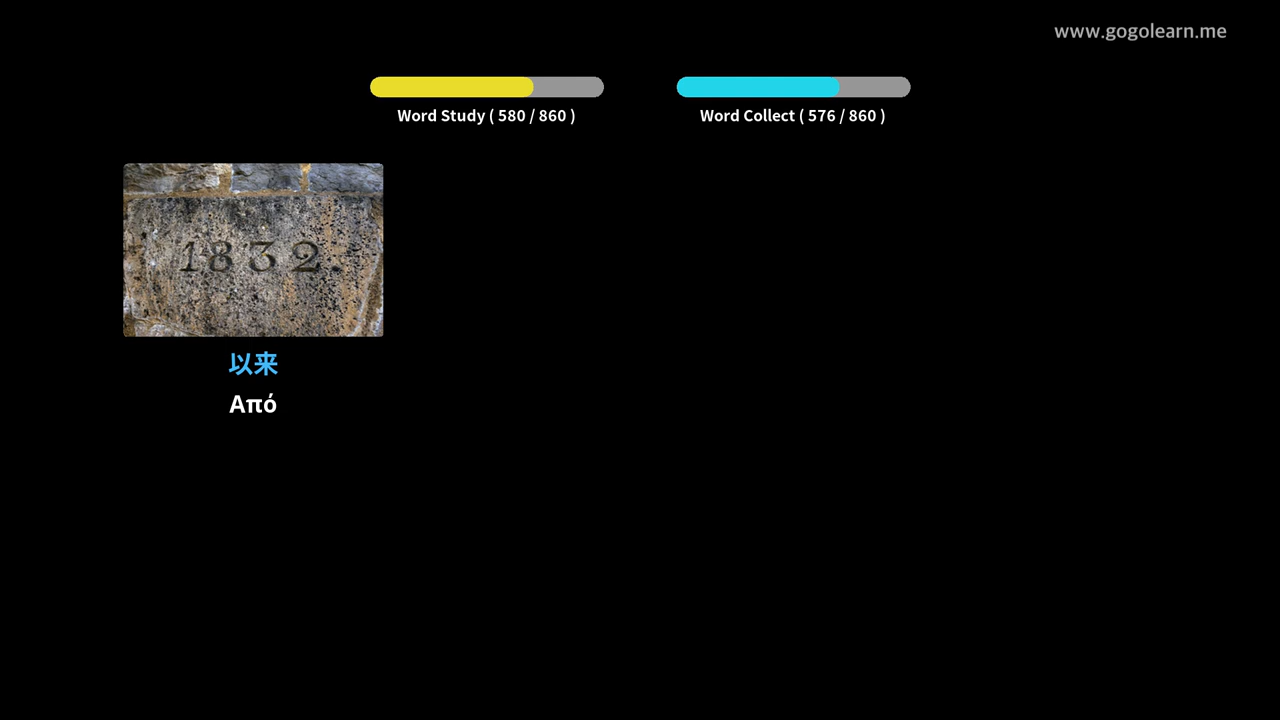 www.gogolearn.me
Word Study ( 580 / 860 )
Word Collect ( 576 / 860 )
1832.
以来
Από